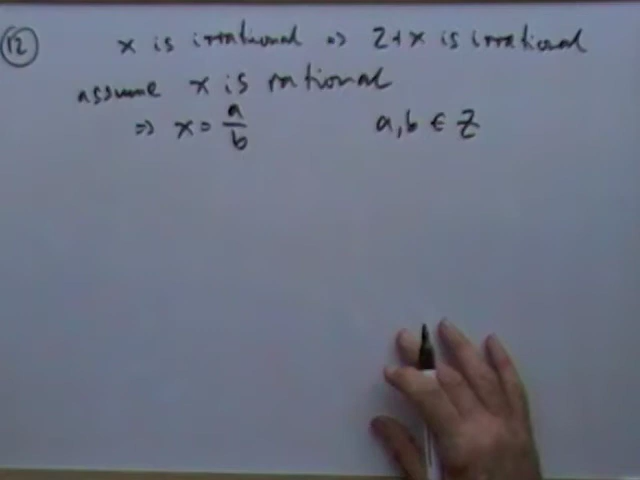 12 x is irrational ⇒ 2+x is irrational
assume x is rational
⇒ x = a/b a,b ∈ Z